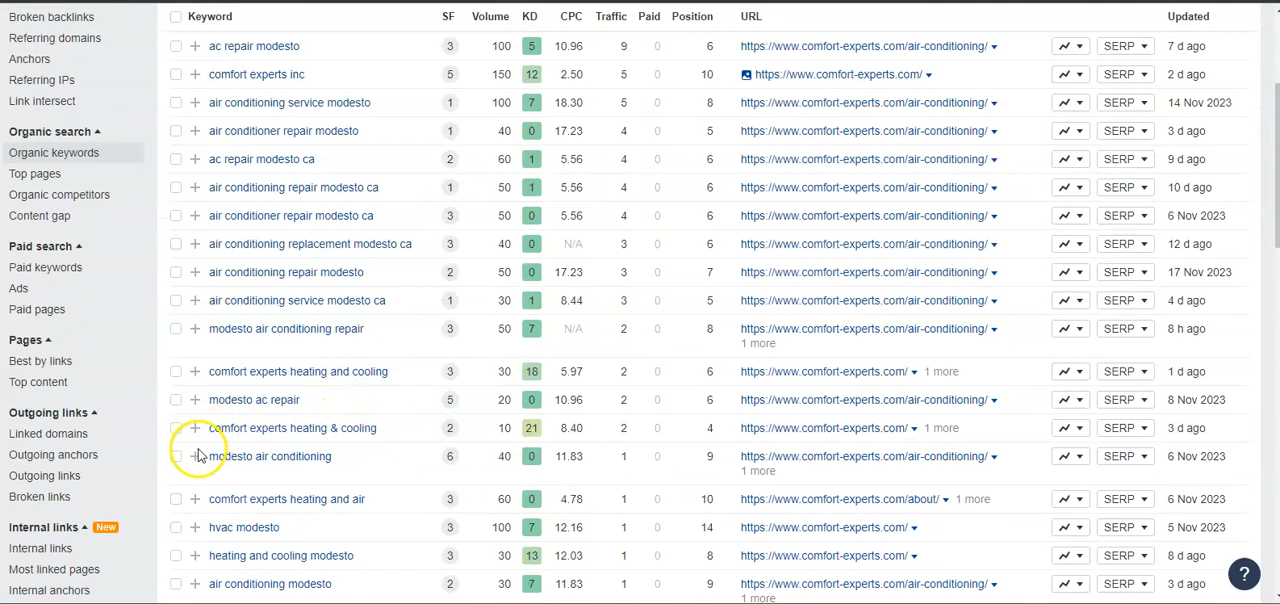 Broken backlinks
Referring domains
Anchors
Referring IPs
Link intersect
Organic search
Organic keywords
Top pages
Organic competitors
Content gap
Paid search
Paid keywords
Ads
Paid pages
Pages
Best by links
Top content
Outgoing links
Linked domains
Outgoing anchors
Outgoing links
Broken links
Internal links New
Internal links
Most linked pages
Internal anchors
Keyword SF Volume KD CPC Traffic Paid Position URL Updated
ac repair modesto 3 100 5 10.96 9 0 6 https://www.comfort-experts.com/air-conditioning/ SERP 7 d ago
comfort experts inc 5 150 12 2.50 5 0 10 https://www.comfort-experts.com/ SERP 2 d ago
air conditioning service modesto 1 100 7 18.30 5 0 8 https://www.comfort-experts.com/air-conditioning/ SERP 14 Nov 2023
air conditioner repair modesto 1 40 0 17.23 4 0 5 https://www.comfort-experts.com/air-conditioning/ SERP 3 d ago
ac repair modesto ca 2 60 1 5.56 4 0 6 https://www.comfort-experts.com/air-conditioning/ SERP 9 d ago
air conditioning repair modesto ca 1 50 1 5.56 4 0 6 https://www.comfort-experts.com/air-conditioning/ SERP 10 d ago
air conditioner repair modesto ca 3 50 0 5.56 4 0 6 https://www.comfort-experts.com/air-conditioning/ SERP 6 Nov 2023
air conditioning replacement modesto ca 3 40 0 N/A 3 0 6 https://www.comfort-experts.com/air-conditioning/ SERP 12 d ago
air conditioning repair modesto 2 50 0 17.23 3 0 7 https://www.comfort-experts.com/air-conditioning/ SERP 17 Nov 2023
air conditioning service modesto ca 1 30 1 8.44 3 0 5 https://www.comfort-experts.com/air-conditioning/ SERP 4 d ago
modesto air conditioning repair 3 50 7 N/A 2 0 8 https://www.comfort-experts.com/air-conditioning/ SERP 8 h ago
1 more
comfort experts heating and cooling 3 30 18 5.97 2 0 6 https://www.comfort-experts.com/ 1 more SERP 1 d ago
modesto ac repair 5 20 0 10.96 2 0 6 https://www.comfort-experts.com/air-conditioning/ SERP 8 Nov 2023
comfort experts heating & cooling 2 10 21 8.40 2 0 4 https://www.comfort-experts.com/ 1 more SERP 3 d ago
modesto air conditioning 6 40 0 11.83 1 0 9 https://www.comfort-experts.com/air-conditioning/ SERP 6 Nov 2023
1 more
comfort experts heating and air 3 60 0 4.78 1 0 10 https://www.comfort-experts.com/about/ 1 more SERP 6 Nov 2023
hvac modesto 3 100 7 12.16 1 0 14 https://www.comfort-experts.com/ SERP 5 Nov 2023
heating and cooling modesto 3 30 13 12.03 1 0 8 https://www.comfort-experts.com/ SERP 8 d ago
air conditioning modesto 2 30 7 11.83 1 0 9 https://www.comfort-experts.com/air-conditioning/ SERP 3 d ago
1 more
?